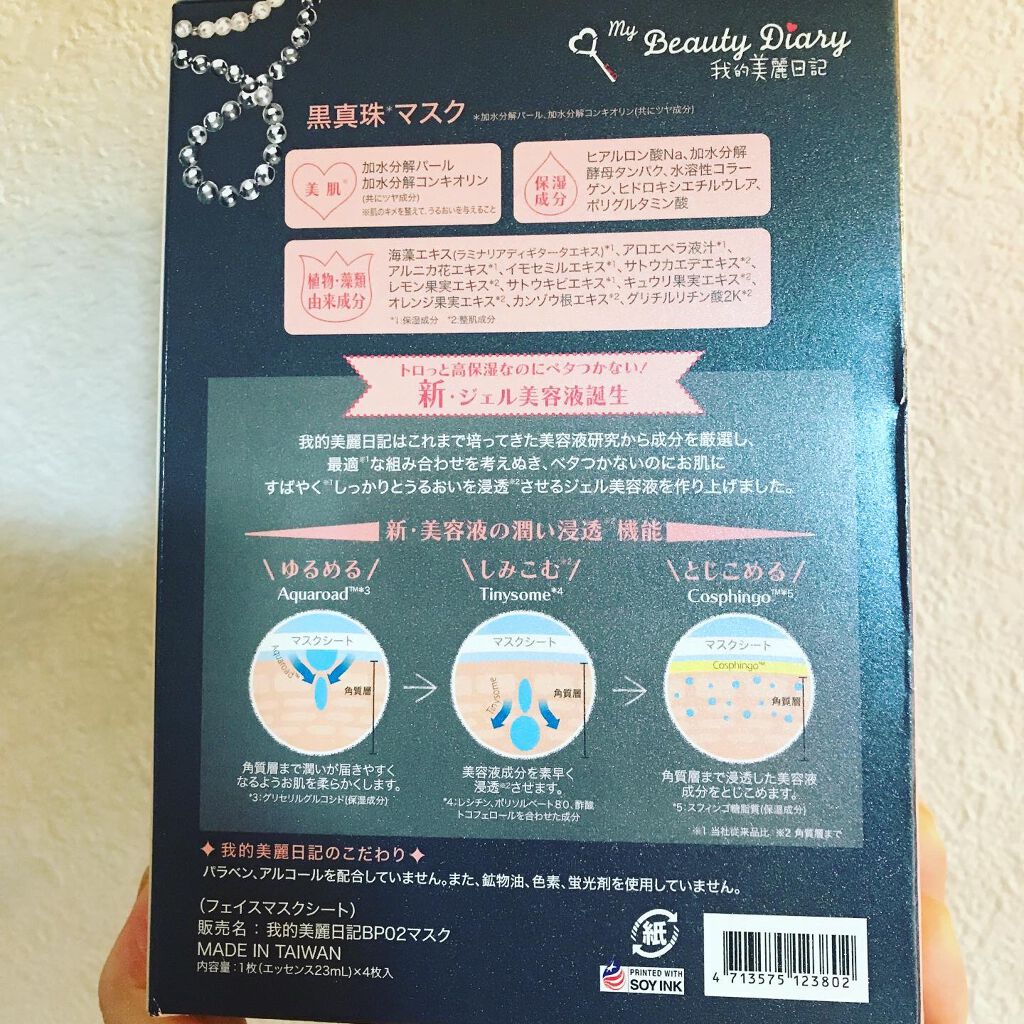 My Beauty Diary
我的美麗日記
黒真珠*マスク *加水分解パール、加水分解コンキオリン(共にツヤ成分)
美肌※
加水分解パール
加水分解コンキオリン
(共にツヤ成分)
※肌のキメを整えて、うるおいを与えること
保湿
成分
ヒアルロン酸Na、加水分解
酵母タンパク、水溶性コラー
ゲン、ヒドロキシエチルウレア、
ポリグルタミン酸
植物・藻類
由来成分
海藻エキス(ラミナリアディギタータエキス)*1、アロエベラ液汁*1、
アルニカ花エキス*1、イモセミルエキス*1、サトウカエデエキス*2、
レモン果実エキス*2、サトウキビエキス*1、キュウリ果実エキス*2、
オレンジ果実エキス*2、カンゾウ根エキス*2、グリチルリチン酸2K*2
*1:保湿成分 *2:整肌成分
トロっと高保湿なのにベタつかない!
新・ジェル美容液誕生
我的美麗日記はこれまで培ってきた美容液研究から成分を厳選し、
最適※1な組み合わせを考えぬき、ベタつかないのにお肌に
すばやく※1しっかりとうるおいを浸透※2させるジェル美容液を作り上げました。
新・美容液の潤い浸透※2機能
\ゆるめる/
Aquaroad™*3
マスクシート
Aquaroad™
角質層
角質層まで潤いが届きやすく
なるようお肌を柔らかくします。
*3:グリセリルグルコシド(保湿成分)
\しみこむ※2/
Tinysome*4
マスクシート
Tinysome
角質層
美容液成分を素早く
浸透※2させます。
*4:レシチン、ポリソルベート80、酢酸
トコフェロールを合わせた成分
\とじこめる/
Cosphingo™*5
マスクシート
Cosphingo™
角質層
角質層まで浸透した美容液
成分をとじこめます。
*5:スフィンゴ糖脂質(保湿成分)
※1 当社従来品比 ※2 角質層まで
我的美麗日記のこだわり
パラベン、アルコールを配合していません。また、鉱物油、色素、蛍光剤を使用していません。
(フェイスマスクシート)
販売名:我的美麗日記BP02マスク
MADE IN TAIWAN
内容量:1枚(エッセンス23mL)×4枚入
紙
PRINTED WITH
SOY INK
4 713575 123802